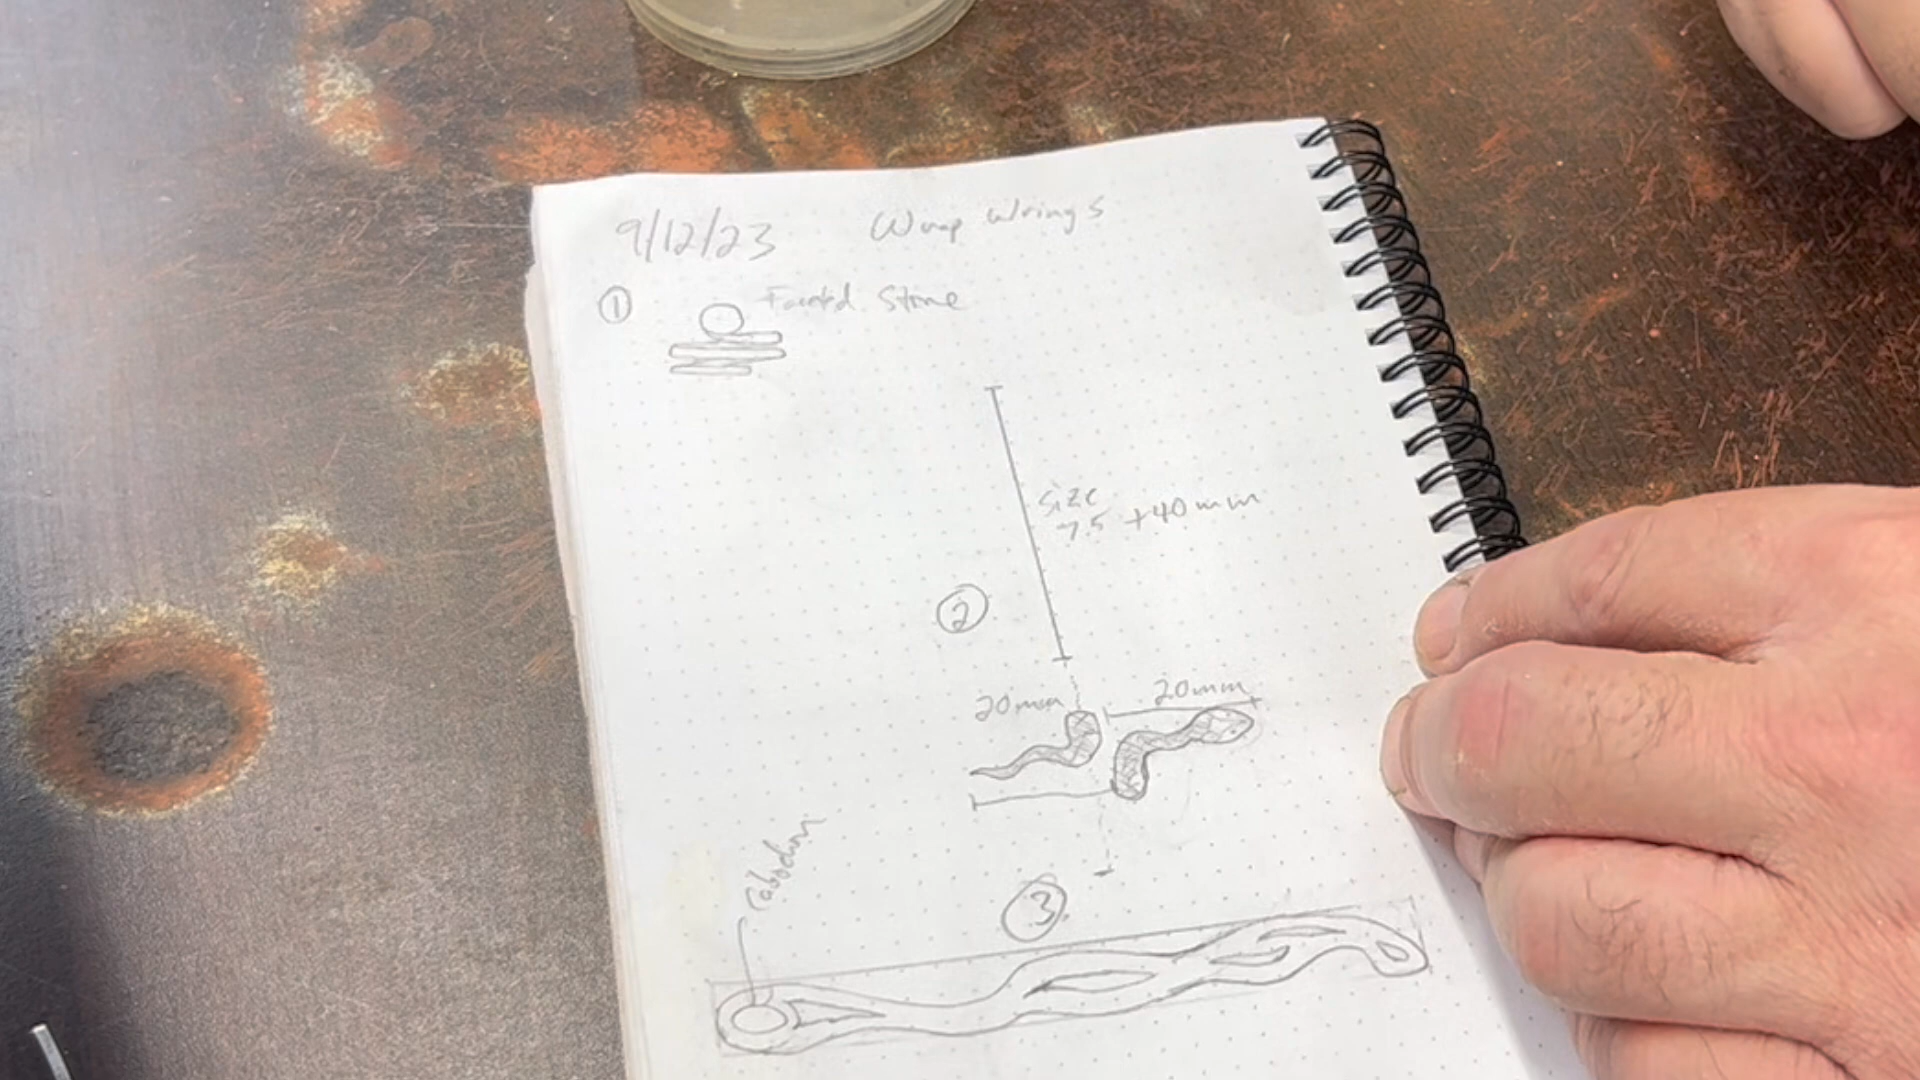 9/12/23 Wrap Wrings
① Faceted Stone
Size
7.5 +40mm
②
20mm 20mm
Cabochon
③